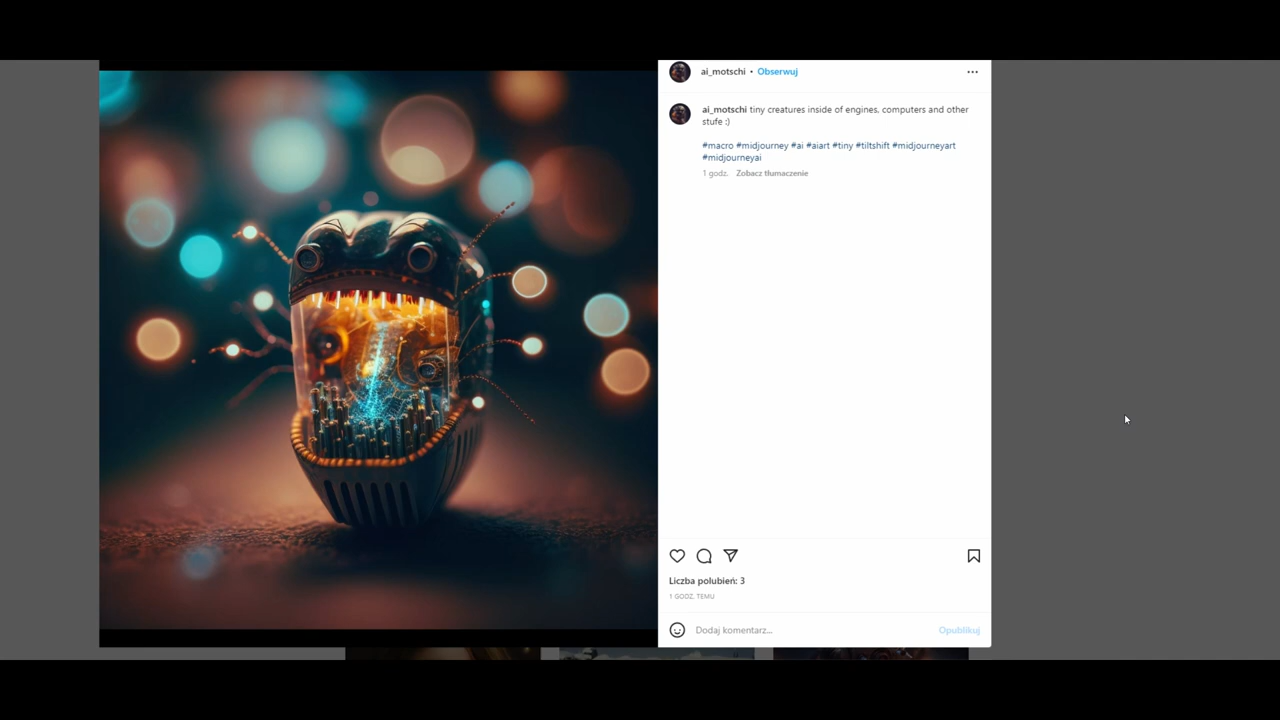 ai_motschi • Obserwuj
ai_motschi tiny creatures inside of engines, computers and other
stufe :)
#macro #midjourney #ai #aiart #tiny #tiltshift #midjourneyart
#midjourneyai
1 godz. Zobacz tłumaczenie
Liczba polubień: 3
1 GODZ. TEMU
Dodaj komentarz... Opublikuj